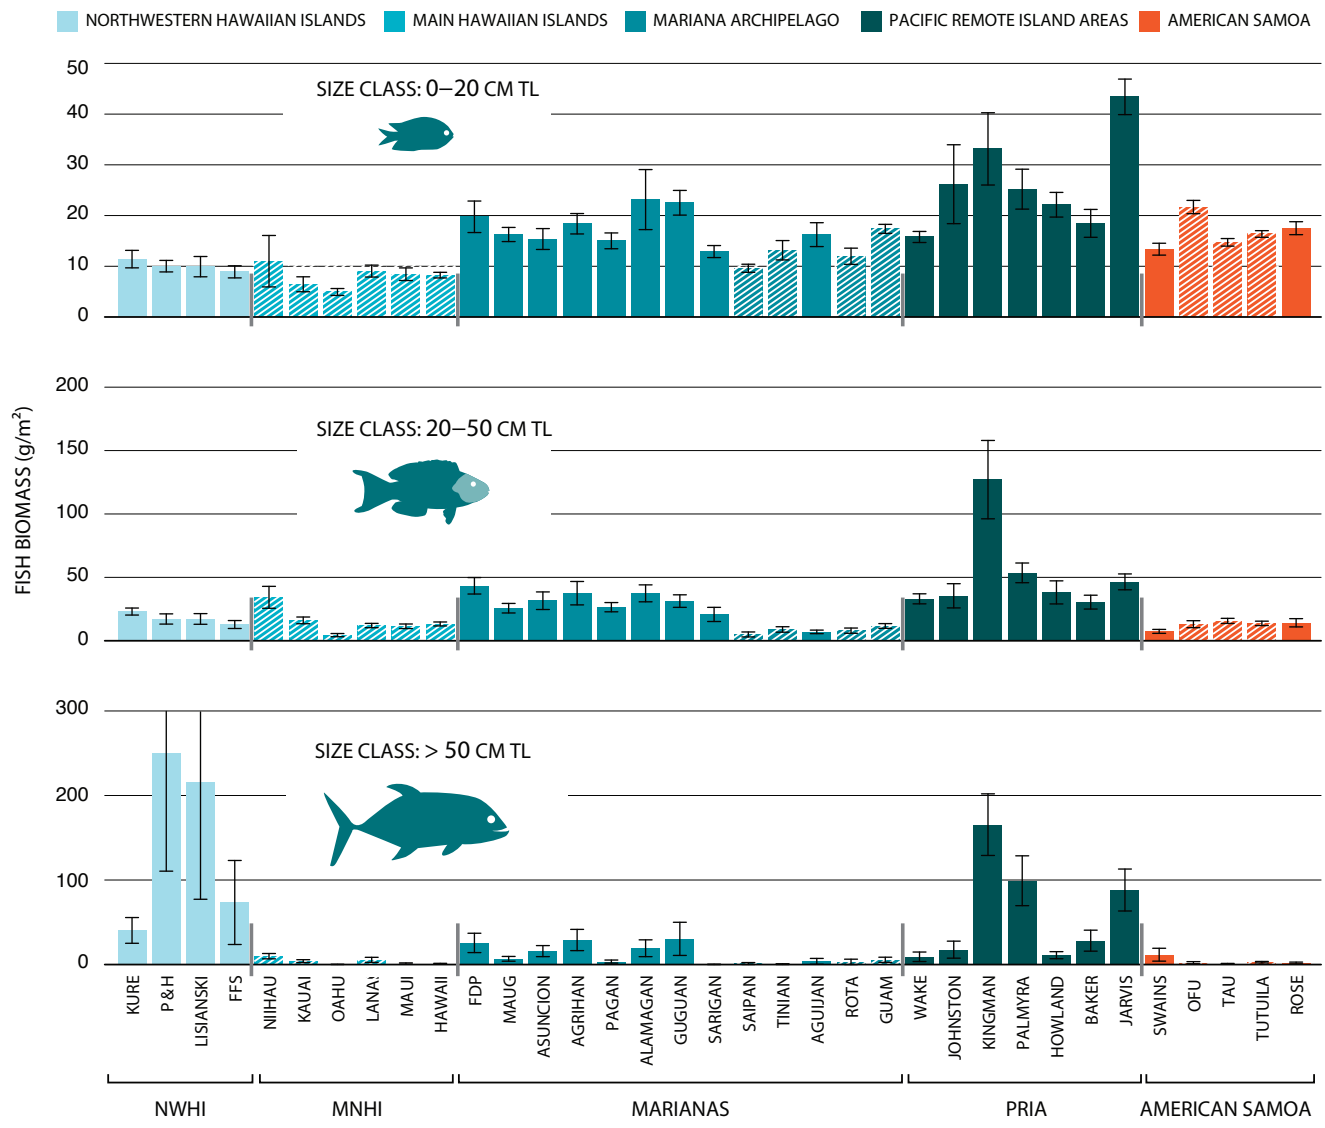 NORTHWESTERN HAWAIIAN ISLANDS MAIN HAWAIIAN ISLANDS MARIANA ARCHIPELAGO PACIFIC REMOTE ISLAND AREAS AMERICAN SAMOA
SIZE CLASS: 0–20 CM TL
50
40
30
20
10
0
FISH BIOMASS (g/m²)
SIZE CLASS: 20–50 CM TL
200
150
100
50
0
SIZE CLASS: > 50 CM TL
300
200
100
0
KURE
P&H
LISIANSKI
FFS
NIIHAU
KAUAI
OAHU
LANAI
MAUI
HAWAII
FDP
MAUG
ASUNCION
AGRIHAN
PAGAN
ALAMAGAN
GUGUAN
SARIGAN
SAIPAN
TINIAN
AGUIJAN
ROTA
GUAM
WAKE
JOHNSTON
KINGMAN
PALMYRA
HOWLAND
BAKER
JARVIS
SWAINS
OFU
TAU
TUTUILA
ROSE
NWHI MNHI MARIANAS PRIA AMERICAN SAMOA